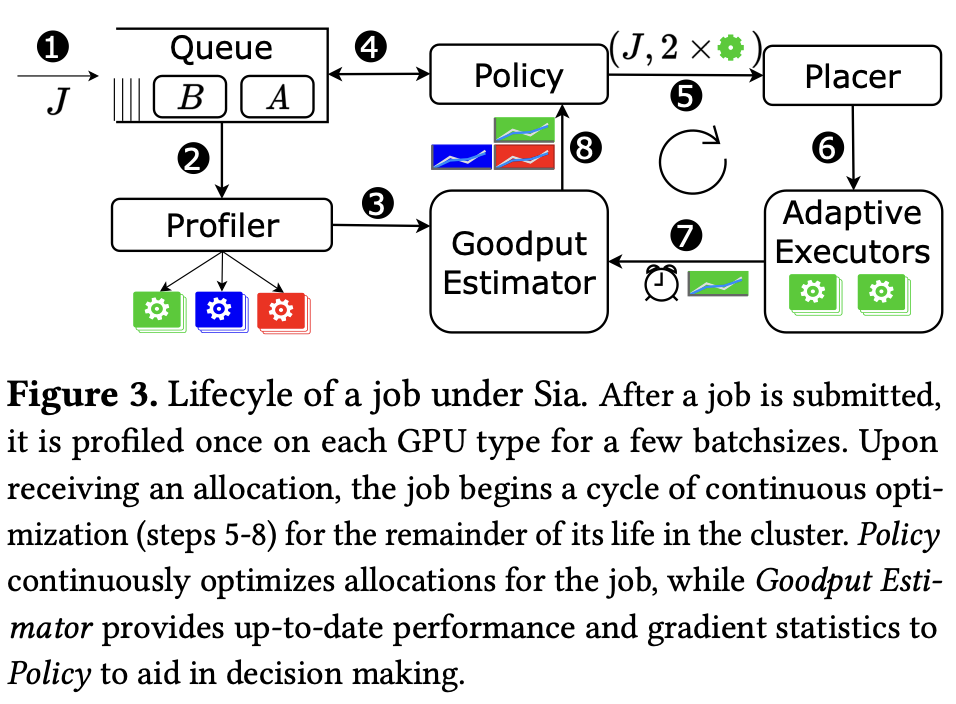 ❶
J
Queue
B
A
❹
Policy
(J, 2 × )
❺
Placer
❷
❽
❻
Profiler
❸
Goodput
Estimator
❼
Adaptive
Executors
Figure 3. Lifecyle of a job under Sia. After a job is submitted,
it is profiled once on each GPU type for a few batchsizes. Upon
receiving an allocation, the job begins a cycle of continuous opti-
mization (steps 5-8) for the remainder of its life in the cluster. Policy
continuously optimizes allocations for the job, while Goodput Esti-
mator provides up-to-date performance and gradient statistics to
Policy to aid in decision making.